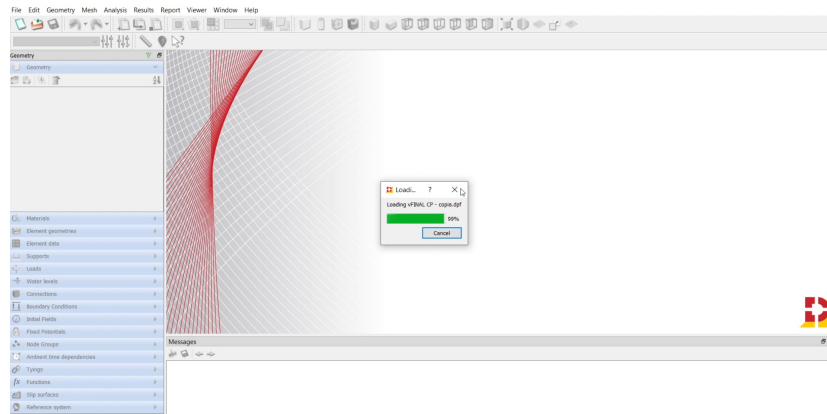 File Edit Geometry Mesh Analysis Results Report Viewer Window Help
Geometry
Geometry
Materials
Element geometries
Element data
Supports
Loads
Water levels
Connections
Boundary Conditions
Initial Fields
Fixed Potentials
Node Groups
Ambient time dependencies
Tyings
fx Functions
Slip surfaces
Reference system
Loadi... ? X
Loading vFINAL CP - copia.dpf
99%
Cancel
Messages